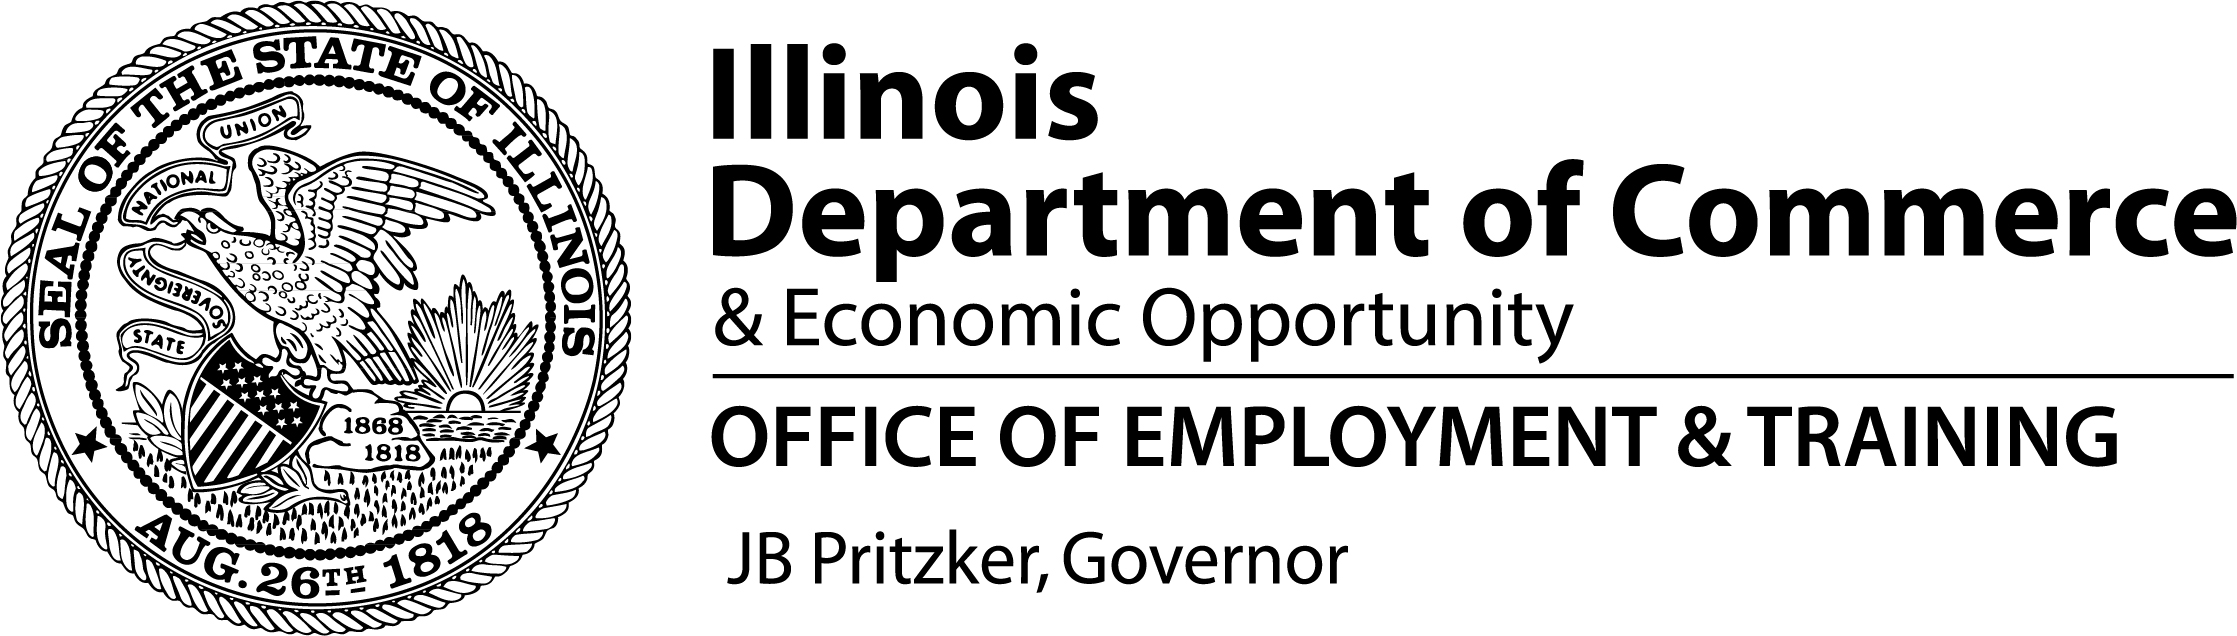 SEAL OF THE STATE OF ILLINOIS
UNION
NATIONAL
SOVEREIGNTY
STATE
1868
1818
AUG. 26TH 1818
Illinois
Department of Commerce
& Economic Opportunity
OFFICE OF EMPLOYMENT & TRAINING
JB Pritzker, Governor